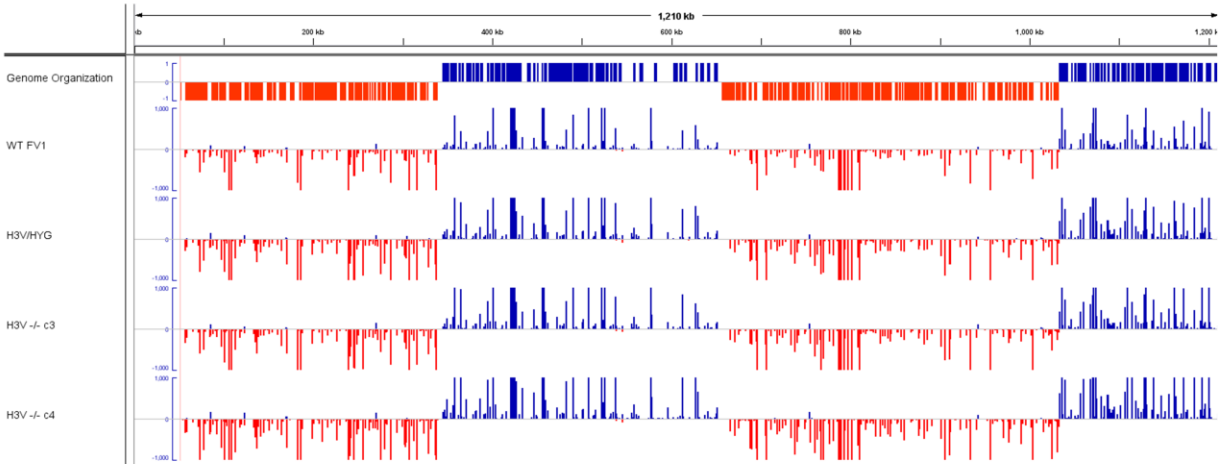 1,210 kb
kb 200 kb 400 kb 600 kb 800 kb 1,000 kb 1,200 k
Genome Organization
1
0
-1
WT FV1
1,000
0
-1,000
H3V/HYG
1,000
0
-1,000
H3V -/- c3
1,000
0
-1,000
H3V -/- c4
1,000
0
-1,000